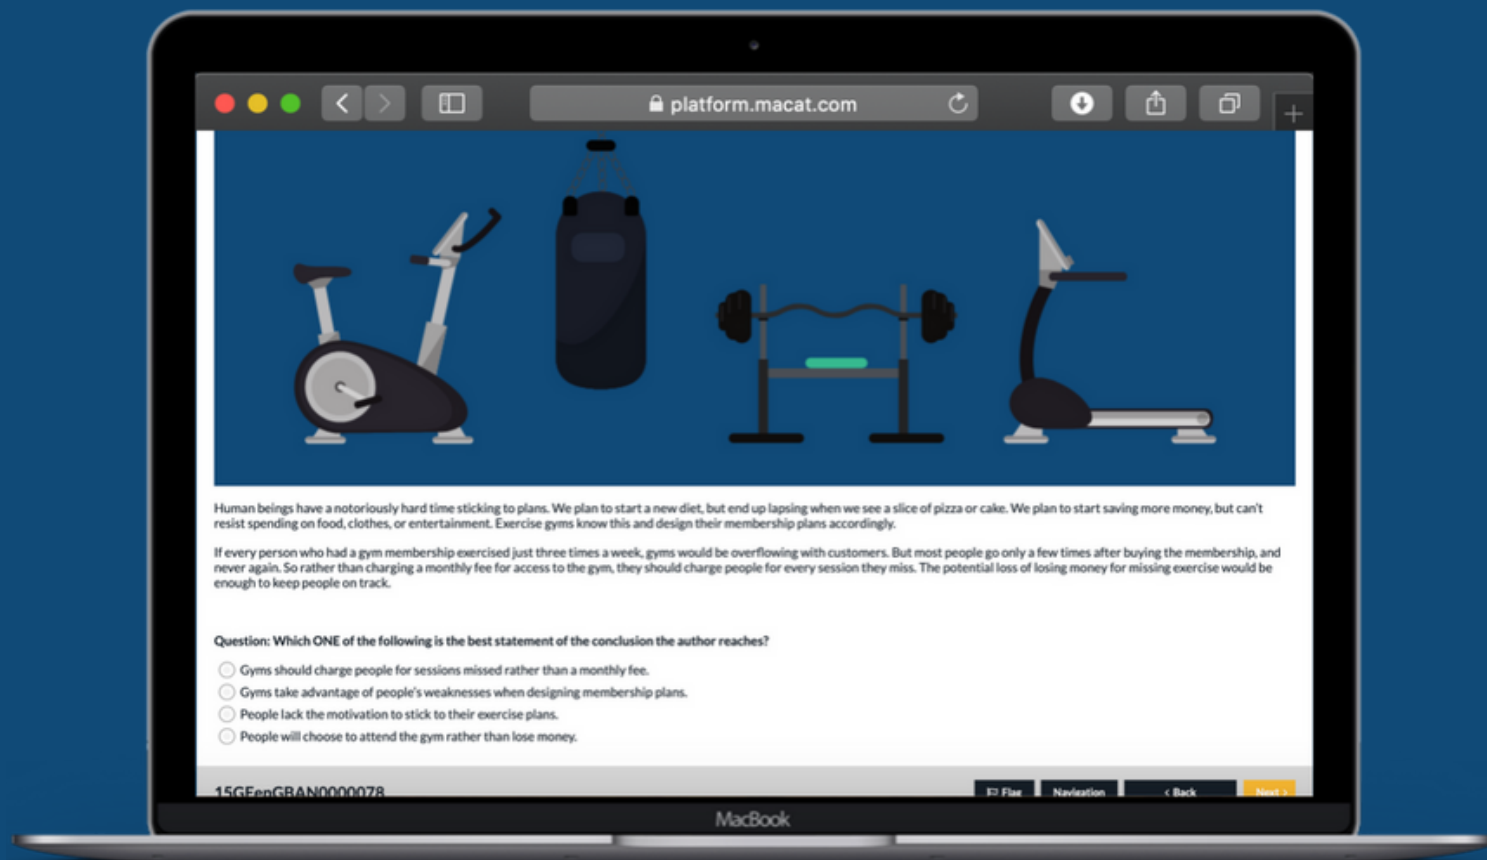 platform.macat.com
Human beings have a notoriously hard time sticking to plans. We plan to start a new diet, but end up lapsing when we see a slice of pizza or cake. We plan to start saving more money, but can't
resist spending on food, clothes, or entertainment. Exercise gyms know this and design their membership plans accordingly.
If every person who had a gym membership exercised just three times a week, gyms would be overflowing with customers. But most people go only a few times after buying the membership, and
never again. So rather than charging a monthly fee for access to the gym, they should charge people for every session they miss. The potential loss of losing money for missing exercise would be
enough to keep people on track.
Question: Which ONE of the following is the best statement of the conclusion the author reaches?
Gyms should charge people for sessions missed rather than a monthly fee.
Gyms take advantage of people's weaknesses when designing membership plans.
People lack the motivation to stick to their exercise plans.
People will choose to attend the gym rather than lose money.
15GEenGBAN0000078
Flag
Navigation
< Back
Next >
MacBook